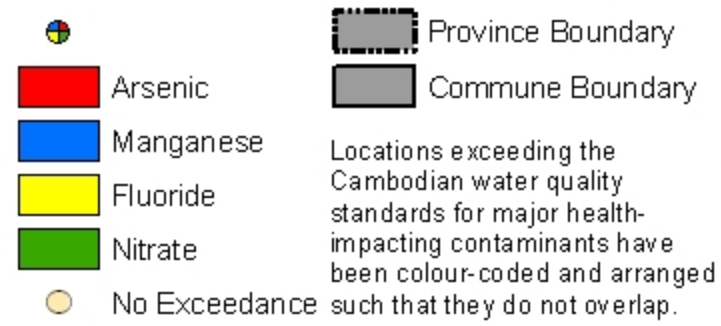 Province Boundary
Arsenic
Commune Boundary
Manganese
Fluoride
Nitrate
No Exceedance
Locations exceeding the
Cambodian water quality
standards for major health-
impacting contaminants have
been colour-coded and arranged
such that they do not overlap.